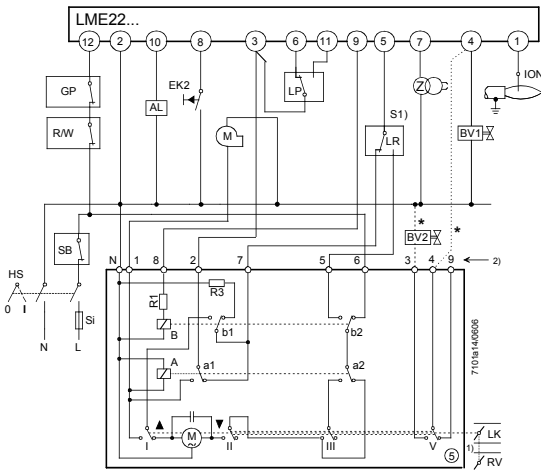 LME22...
12 2 10 8 3 6 11 9 5 7 4 1
ION
GP
EK2
AL
LP
Z
S1)
M
LR
BV1
R/W
*
*
SB
BV2
HS
N 1 8 2 7 5 6 3 4 9 2)
0 I
Si
R1
R3
B
b1
b2
N L
A
a1
a2
7101a14/0606
M
~
I
II
III
V
5
1)
LK
RV